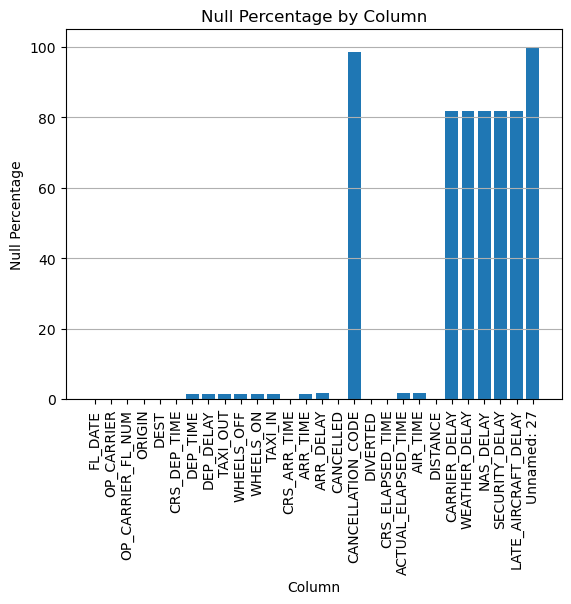 Null Percentage by Column
100
80
60
40
20
0
Null Percentage
FL_DATE
OP_CARRIER
OP_CARRIER_FL_NUM
ORIGIN
DEST
CRS_DEP_TIME
DEP_TIME
DEP_DELAY
TAXI_OUT
WHEELS_OFF
WHEELS_ON
TAXI_IN
CRS_ARR_TIME
ARR_TIME
ARR_DELAY
CANCELLED
CANCELLATION_CODE
DIVERTED
CRS_ELAPSED_TIME
ACTUAL_ELAPSED_TIME
AIR_TIME
DISTANCE
CARRIER_DELAY
WEATHER_DELAY
NAS_DELAY
SECURITY_DELAY
LATE_AIRCRAFT_DELAY
Unnamed: 27
Column